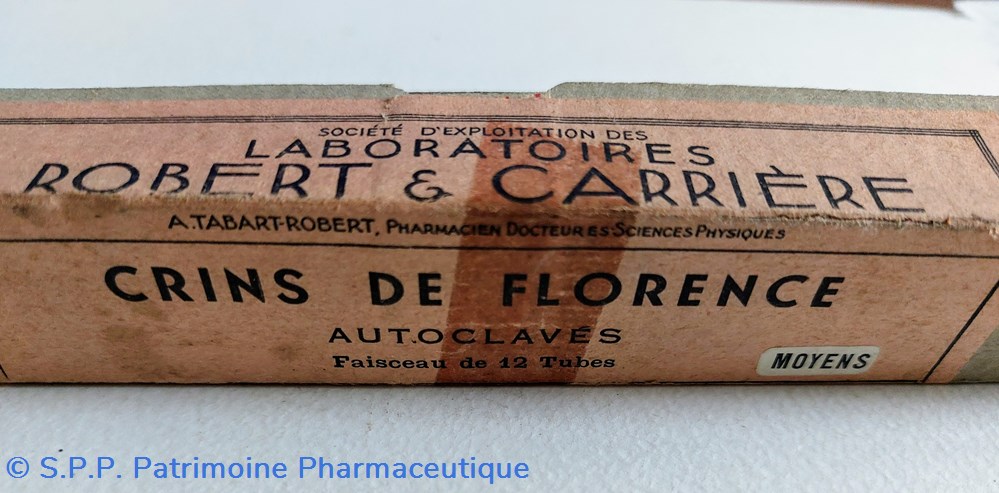 SOCIÉTÉ D'EXPLOITATION DES
LABORATOIRES
ROBERT & CARRIÈRE
A. TABART-ROBERT, PHARMACIEN DOCTEUR ES-SCIENCES PHYSIQUES
CRINS DE FLORENCE
AUTOCLAVÉS
Faisceau de 12 Tubes
MOYENS
© S.P.P. Patrimoine Pharmaceutique